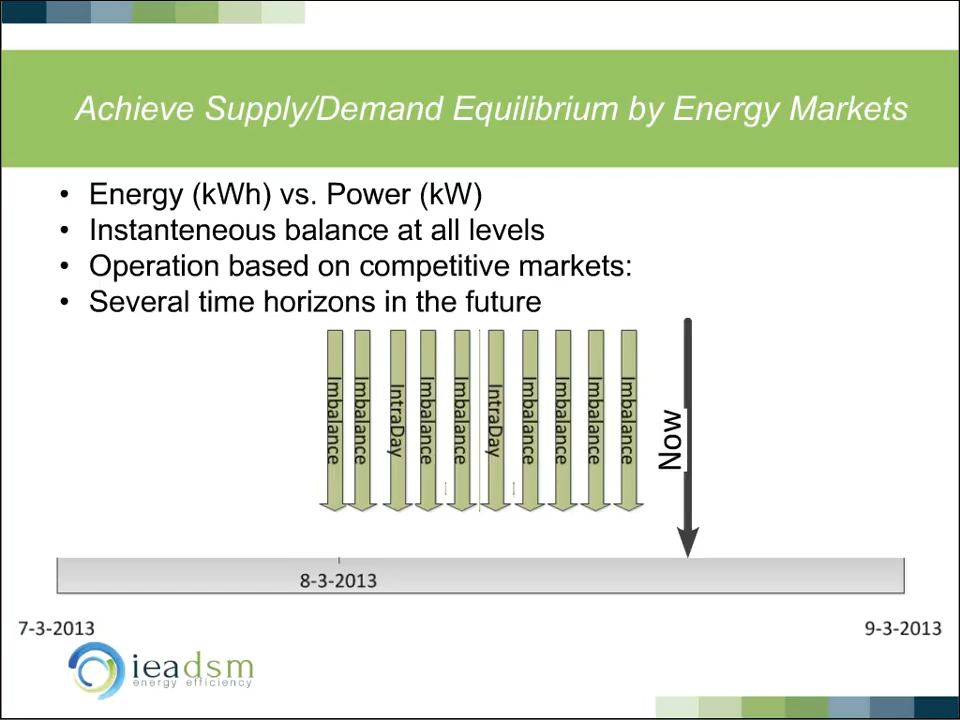 Achieve Supply/Demand Equilibrium by Energy Markets
• Energy (kWh) vs. Power (kW)
• Instanteneous balance at all levels
• Operation based on competitive markets:
• Several time horizons in the future
Imbalance
Imbalance
IntraDay
Imbalance
Imbalance
IntraDay
Imbalance
Imbalance
Imbalance
Imbalance
Now
8-3-2013
7-3-2013
9-3-2013
ieadsm
energy efficiency